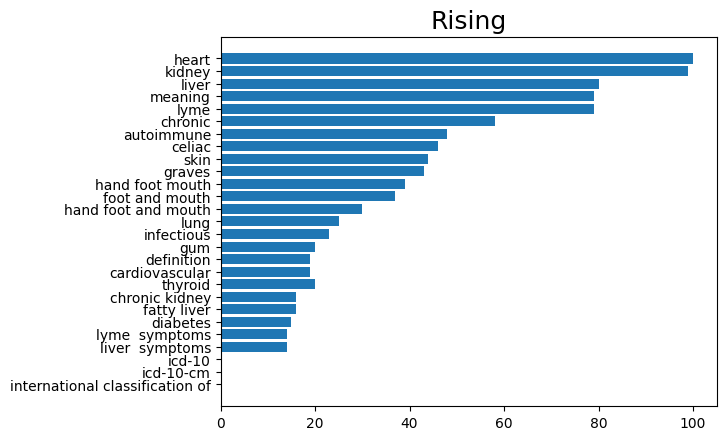 Rising
heart
kidney
liver
meaning
lyme
chronic
autoimmune
celiac
skin
graves
hand foot mouth
foot and mouth
hand foot and mouth
lung
infectious
gum
definition
cardiovascular
thyroid
chronic kidney
fatty liver
diabetes
lyme  symptoms
liver  symptoms
icd-10
icd-10-cm
international classification of
0 20 40 60 80 100